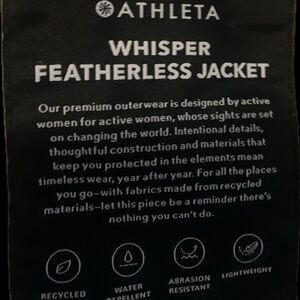 ATHLETA
WHISPER
FEATHERLESS JACKET
Our premium outerwear is designed by active
women for active women, whose sights are set
on changing the world. Intentional details,
thoughtful construction and materials that
keep you protected in the elements mean
timeless wear, year after year. For all the places
you go—with fabrics made from recycled
materials—let this piece be a reminder there's
nothing you can't do.
RECYCLED
WATER
REPELLENT
ABRASION
RESISTANT
LIGHTWEIGHT